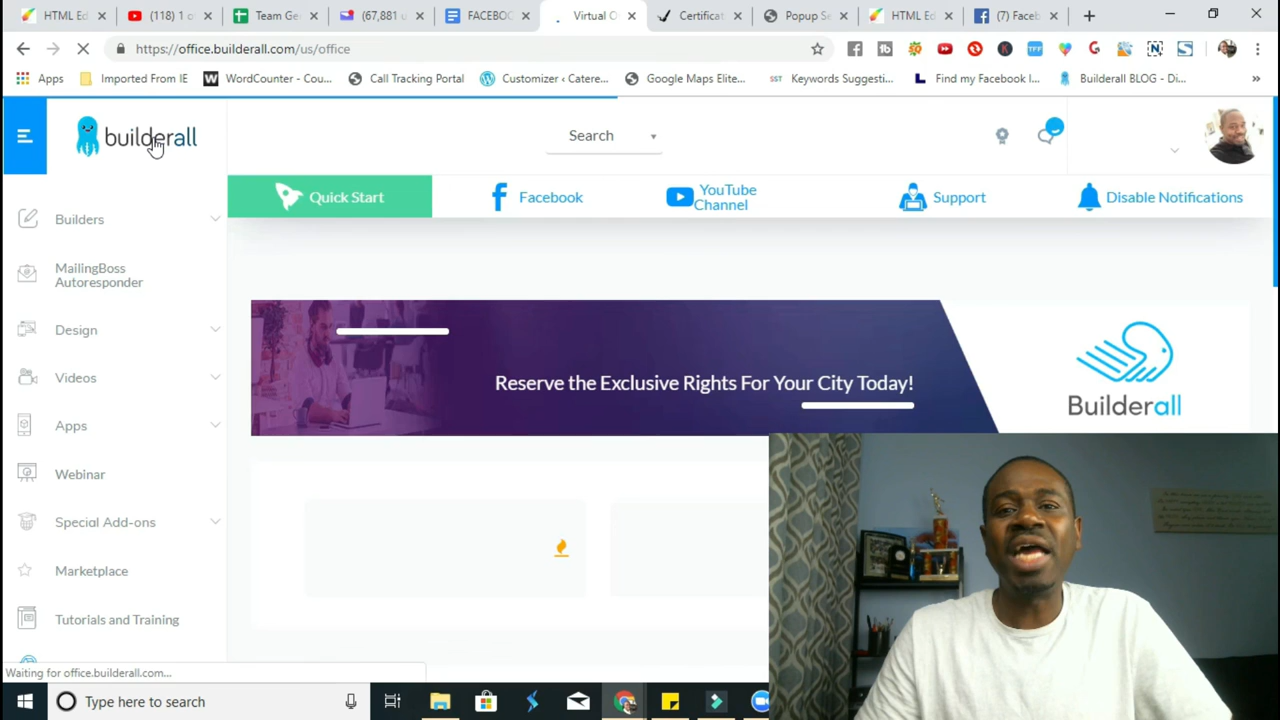 HTML Ed
(118) 1 o
Team Ge
(67,881 u
FACEBO
Virtual O
Certificat
Popup Se
HTML Ed
(7) Faceb
https://office.builderall.com/us/office
Apps
Imported From IE
WordCounter - Cou...
Call Tracking Portal
Customizer ‹ Catere...
Google Maps Elite...
SST
Keywords Suggesti...
Find my Facebook I...
Builderall BLOG - Di...
builderall
Search
Quick Start
Facebook
YouTube
Channel
Support
Disable Notifications
Builders
MailingBoss
Autoresponder
Design
Videos
Apps
Webinar
Special Add-ons
Marketplace
Tutorials and Training
Reserve the Exclusive Rights For Your City Today!
Builderall
Waiting for office.builderall.com...
Type here to search